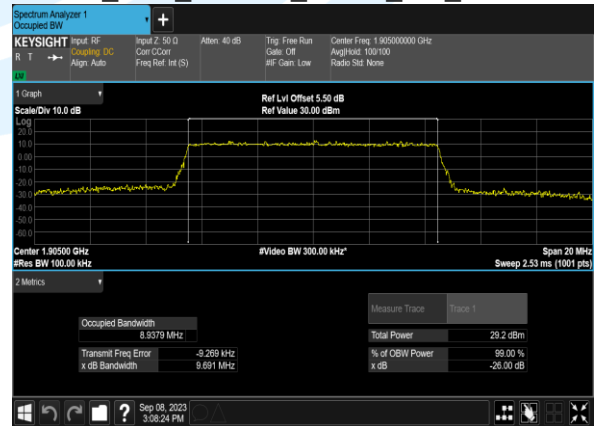 Spectrum Analyzer 1
Occupied BW
+
KEYSIGHT Input: RF Input Z: 50 Ω Atten: 40 dB Trig: Free Run Center Freq: 1.905000000 GHz
R T Coupling: DC Corr CCorr Gate: Off Avg|Hold: 100/100
Align: Auto Freq Ref: Int (S) #IF Gain: Low Radio Std: None
LVI
1 Graph
Ref Lvl Offset 5.50 dB
Scale/Div 10.0 dB Ref Value 30.00 dBm
Log
20.0
10.0
0.00
-10.0
-20.0
-30.0
-40.0
-50.0
-60.0
Center 1.90500 GHz #Video BW 300.00 kHz* Span 20 MHz
#Res BW 100.00 kHz Sweep 2.53 ms (1001 pts)
2 Metrics
Measure Trace Trace 1
Occupied Bandwidth
8.9379 MHz Total Power 29.2 dBm
Transmit Freq Error -9.269 kHz % of OBW Power 99.00 %
x dB Bandwidth 9.691 MHz x dB -26.00 dB
? Sep 08, 2023
3:08:24 PM